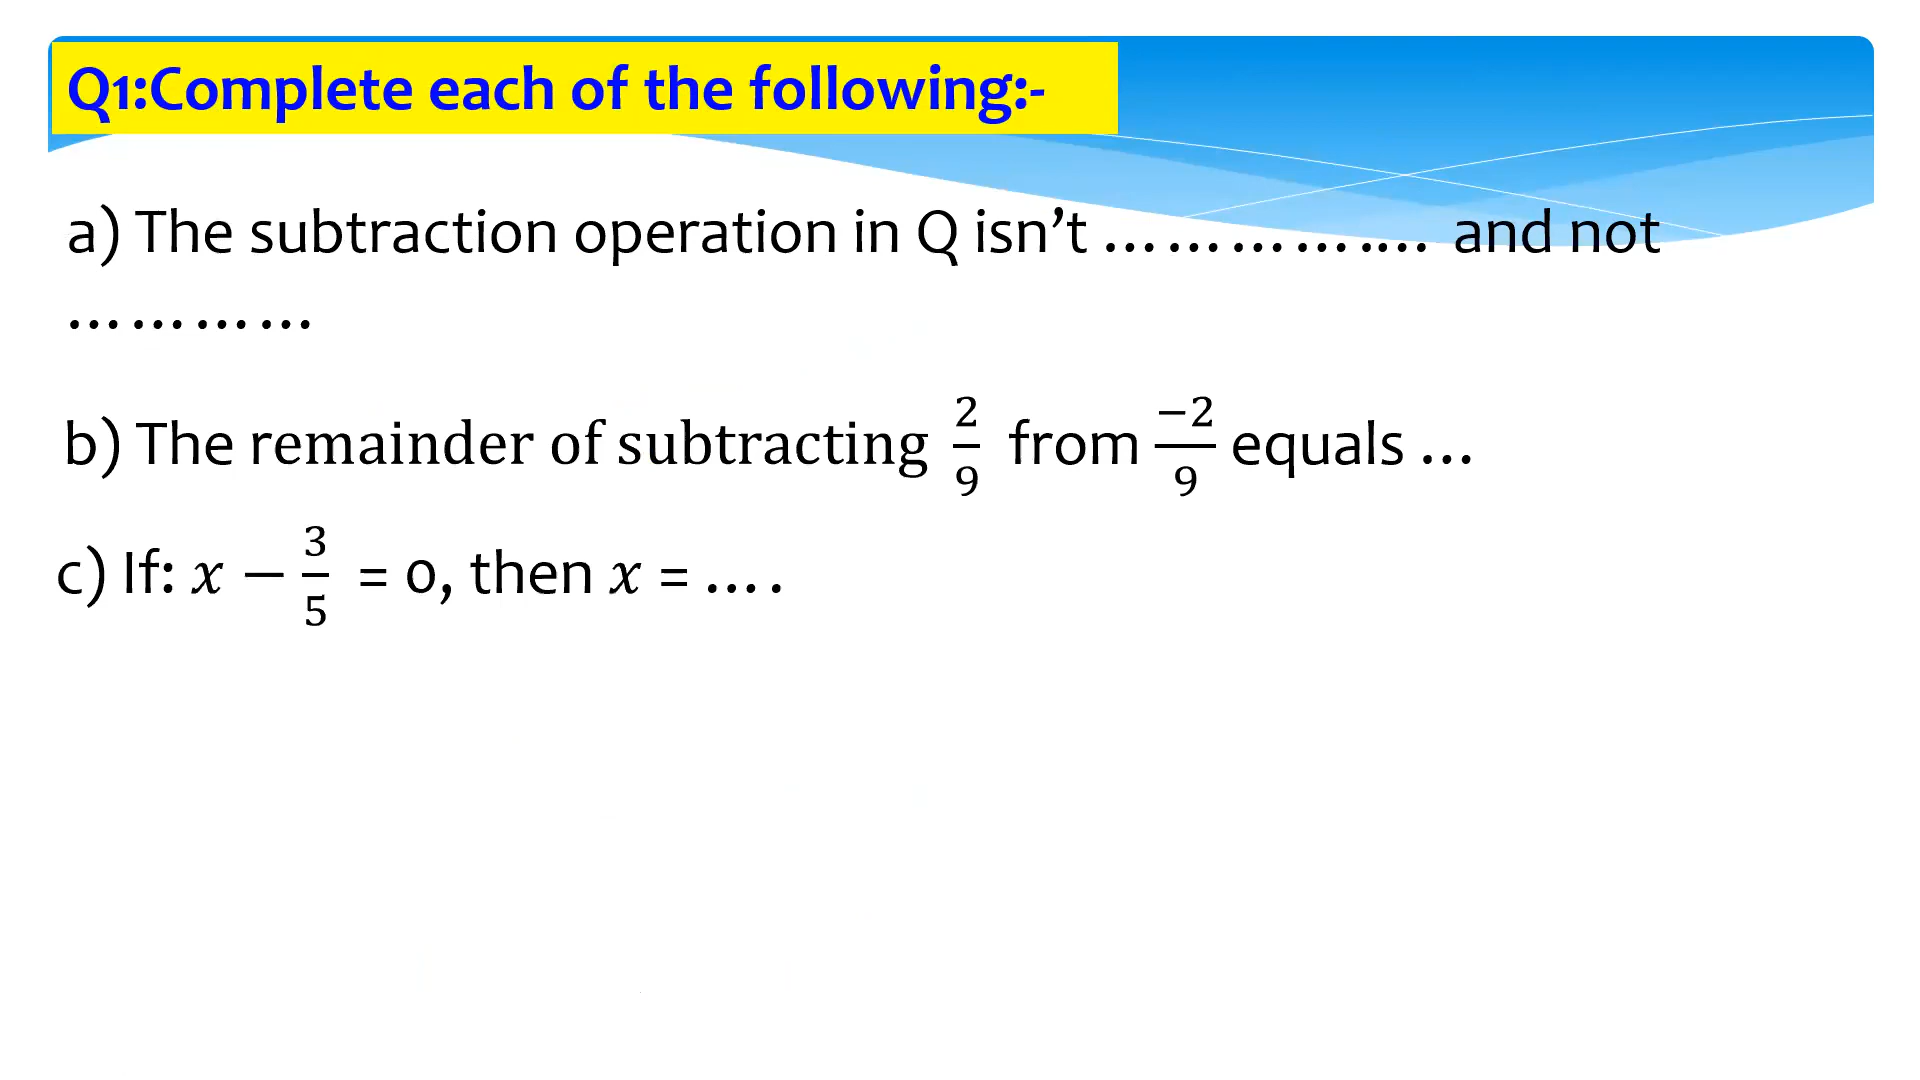 Q1:Complete each of the following:-
a) The subtraction operation in Q isn’t ……………..… and not
…………
b) The remainder of subtracting 2/9 from −2/9 equals …
c) If: x − 3/5 = 0, then x = … .